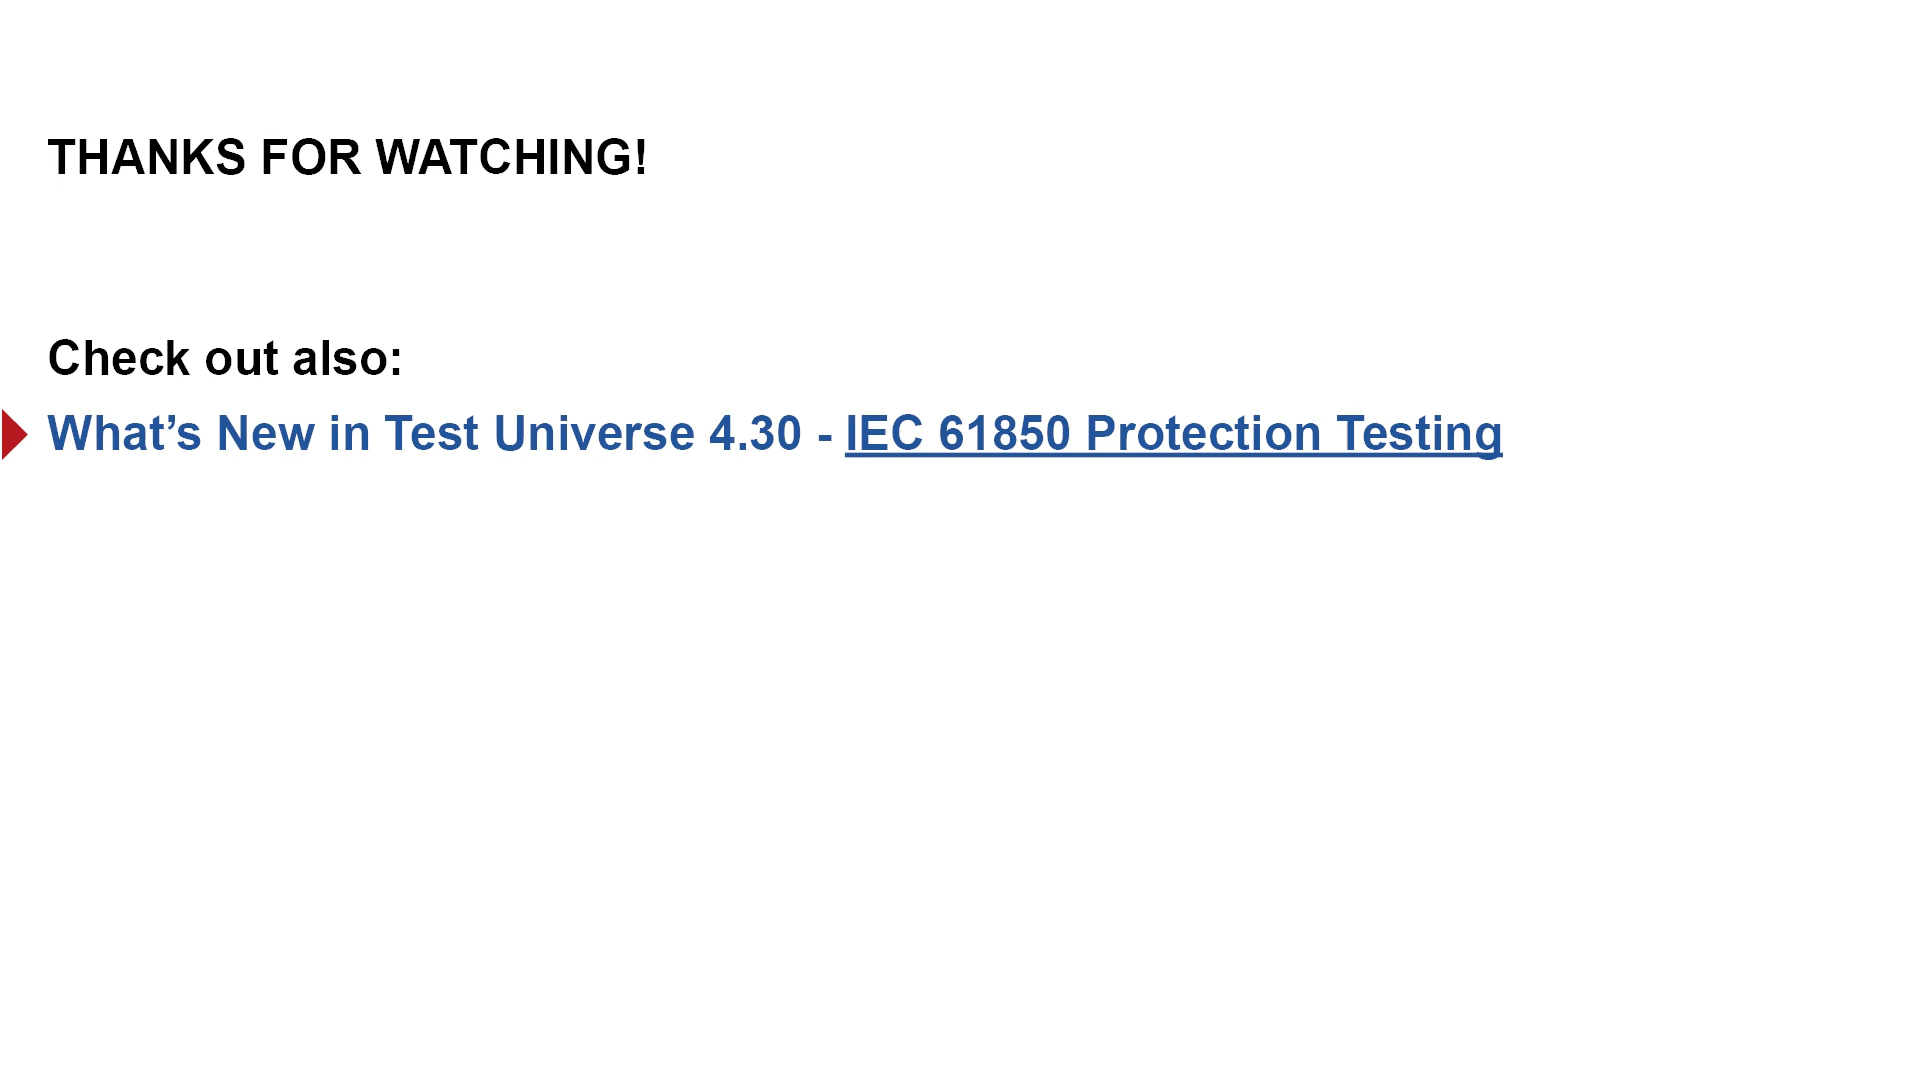 THANKS FOR WATCHING!
Check out also:
What’s New in Test Universe 4.30 - IEC 61850 Protection Testing